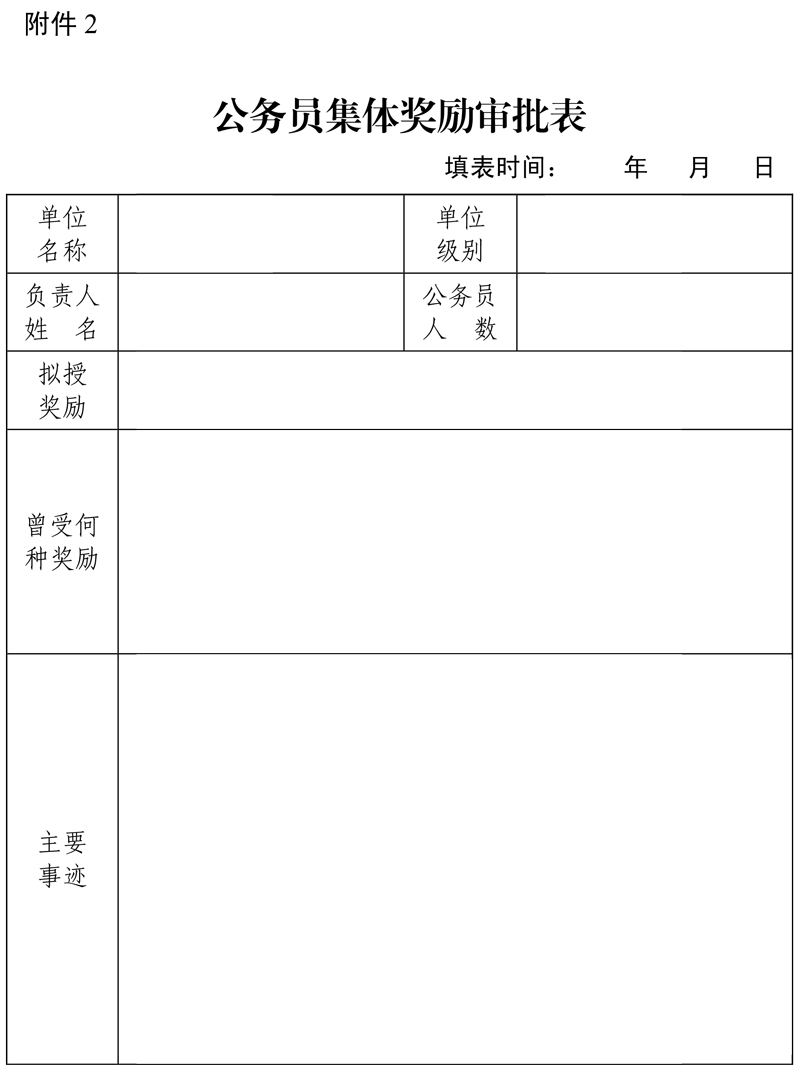 附件 2
公务员集体奖励审批表
填表时间： 年 月 日
单位
名称
单位
级别
负责人
姓 名
公务员
人 数
拟授
奖励
曾受何
种奖励
主要
事迹